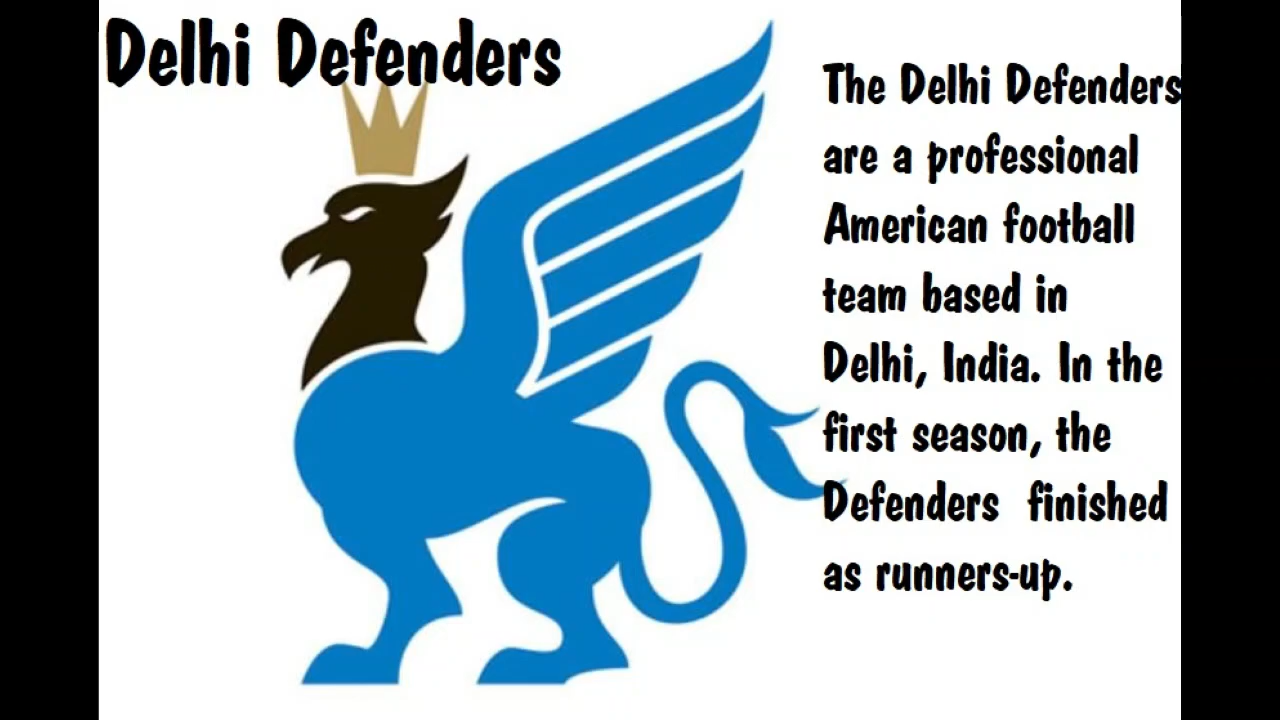 Delhi Defenders
The Delhi Defenders
are a professional
American football
team based in
Delhi, India. In the
first season, the
Defenders  finished
as runners-up.